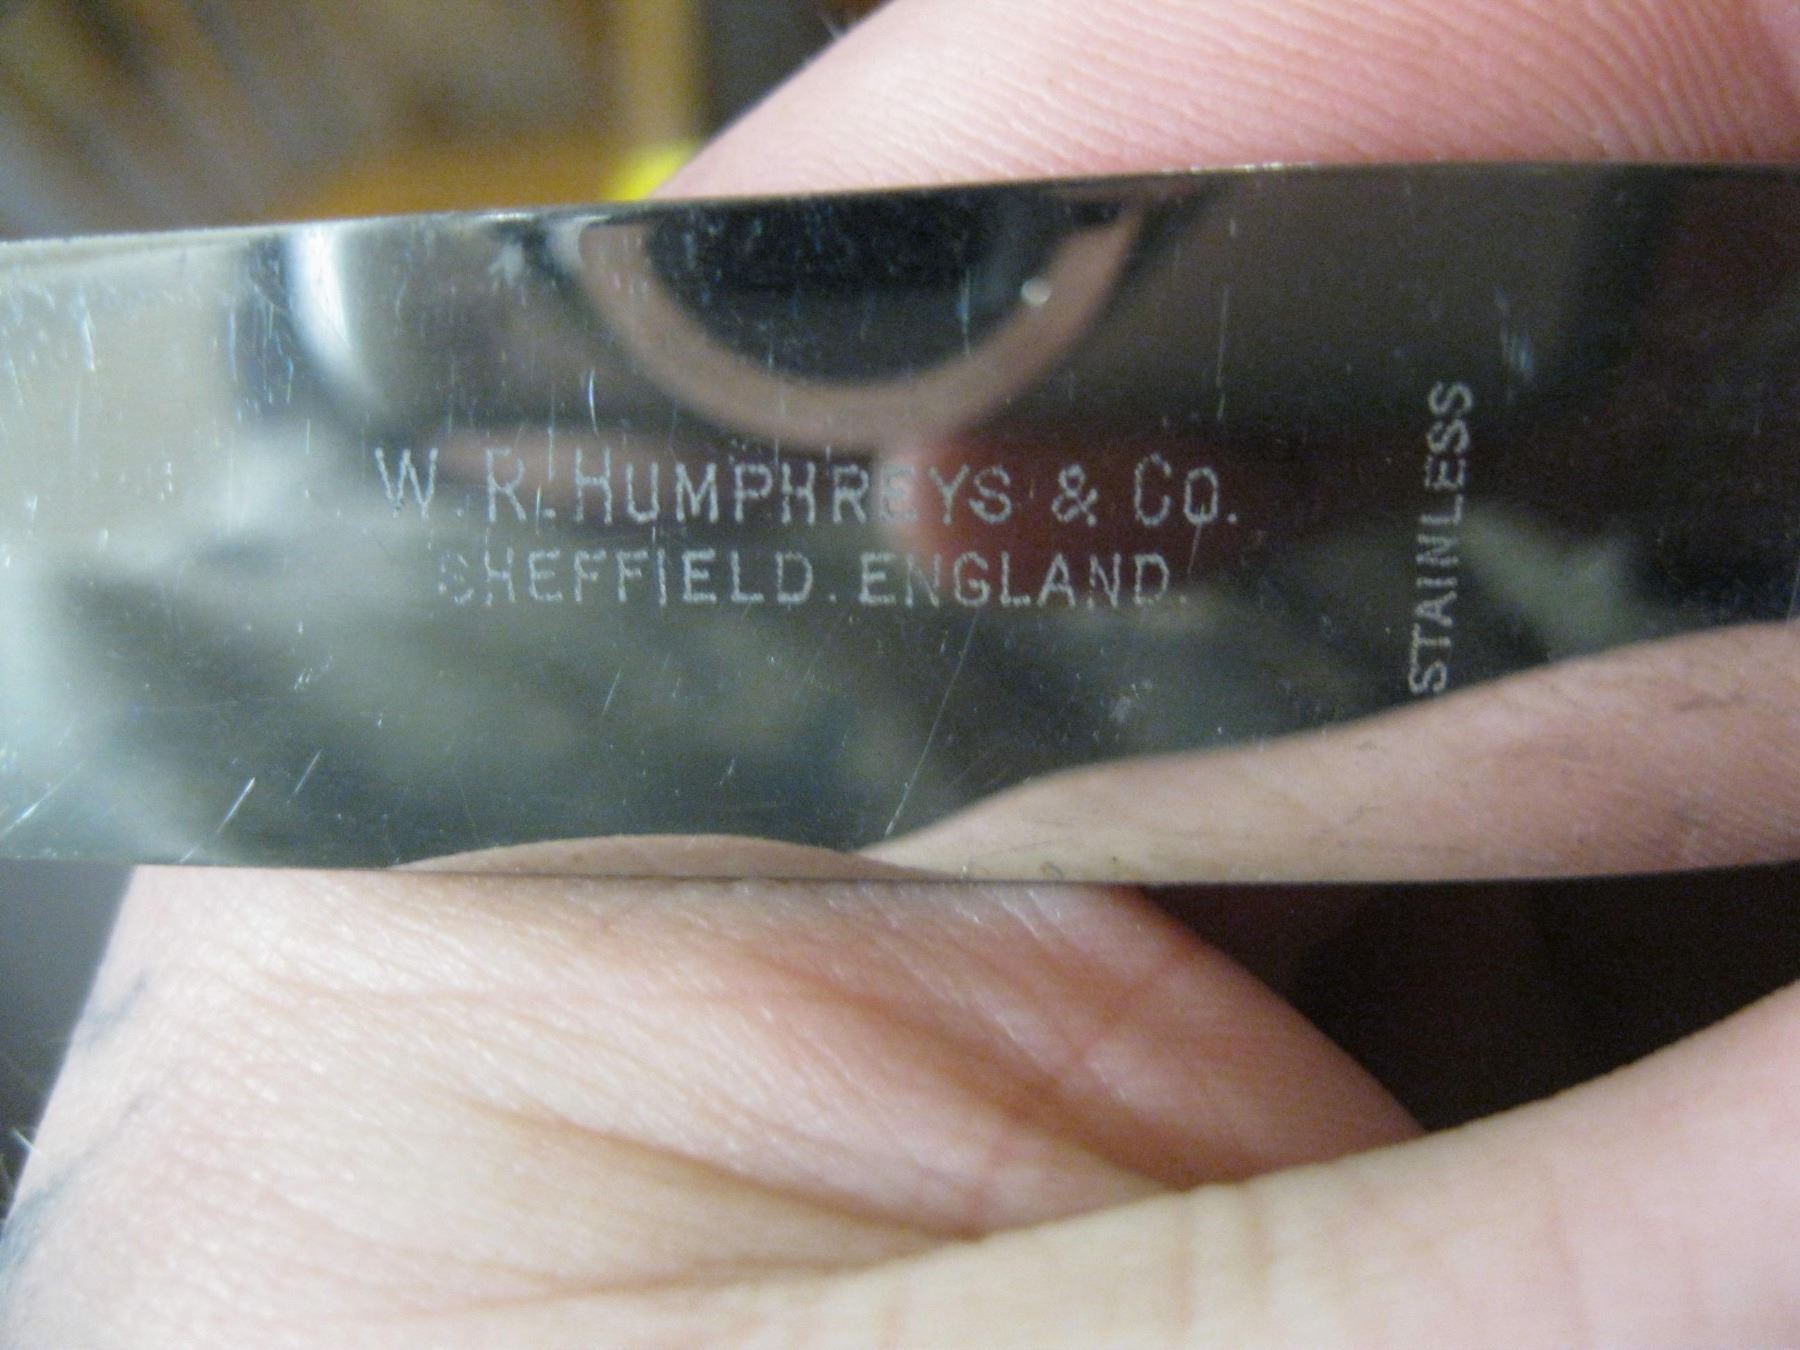 W. R. HUMPHREYS & CO.
SHEFFIELD. ENGLAND.
STAINLESS